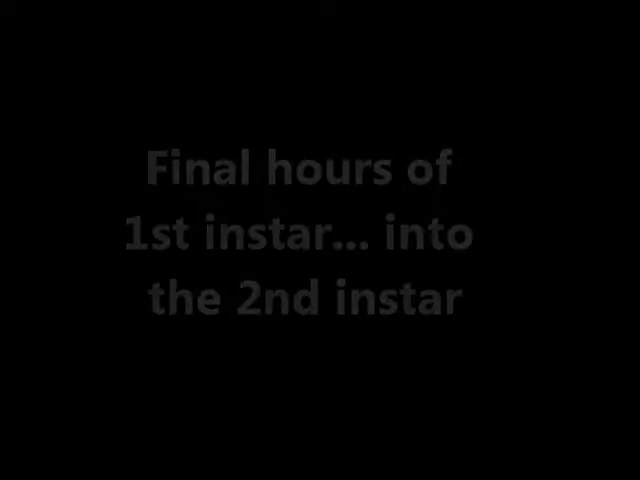 Final hours of
1st instar... into
the 2nd instar